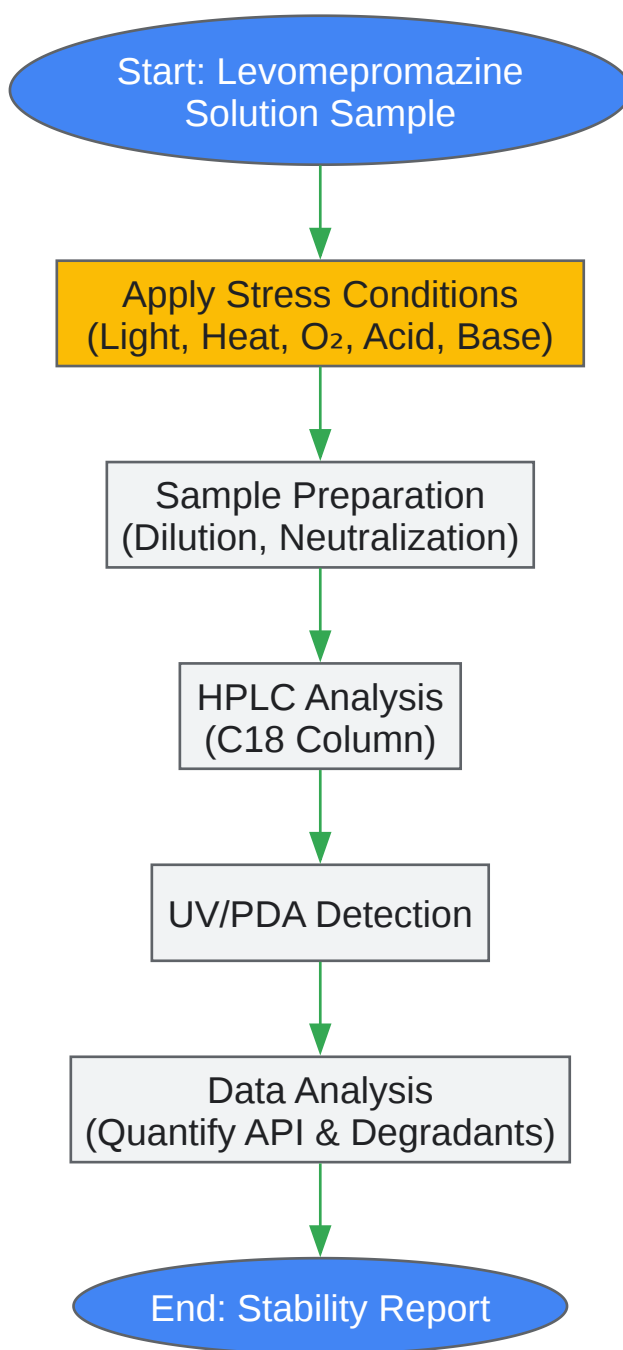 Start: Levomepromazine
Solution Sample
Apply Stress Conditions
(Light, Heat, O₂, Acid, Base)
Sample Preparation
(Dilution, Neutralization)
HPLC Analysis
(C18 Column)
UV/PDA Detection
Data Analysis
(Quantify API & Degradants)
End: Stability Report